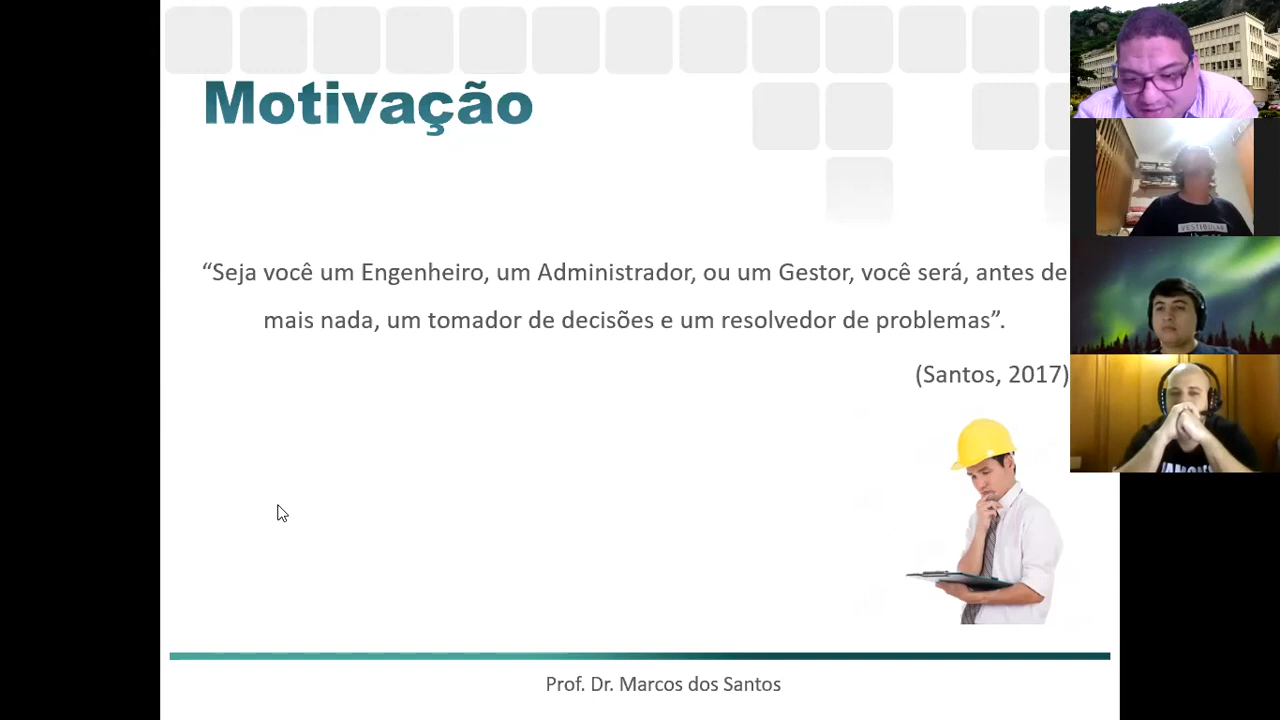 Motivação
“Seja você um Engenheiro, um Administrador, ou um Gestor, você será, antes de
mais nada, um tomador de decisões e um resolvedor de problemas”.
(Santos, 2017)
VESTIBULAR
Prof. Dr. Marcos dos Santos